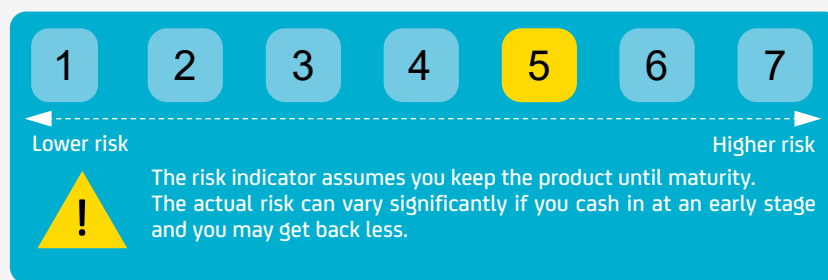 1 2 3 4 5 6 7
Lower risk Higher risk
!
The risk indicator assumes you keep the product until maturity.
The actual risk can vary significantly if you cash in at an early stage
and you may get back less.